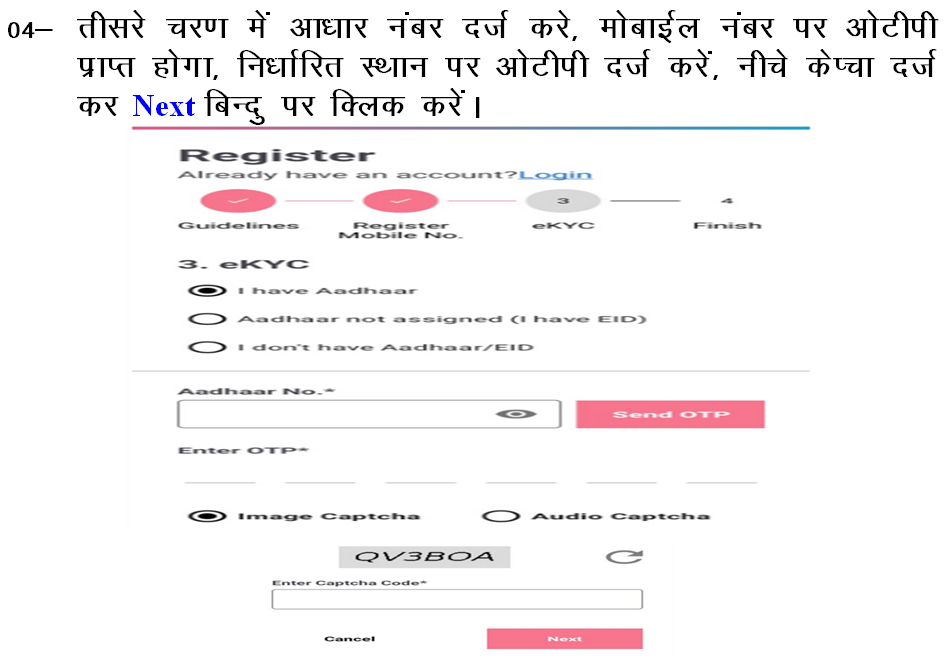 04– तीसरे चरण में आधार नंबर दर्ज करे, मोबाईल नंबर पर ओटीपी
प्राप्त होगा, निर्धारित स्थान पर ओटीपी दर्ज करें, नीचे केप्चा दर्ज
कर Next बिन्दु पर क्लिक करें।
Register
Already have an account?Login
3 4
Guidelines Register eKYC Finish
Mobile No.
3. eKYC
I have Aadhaar
Aadhaar not assigned (I have EID)
I don't have Aadhaar/EID
Aadhaar No.*
Send OTP
Enter OTP*
Image Captcha Audio Captcha
QV3BOA
Enter Captcha Code*
Cancel Next